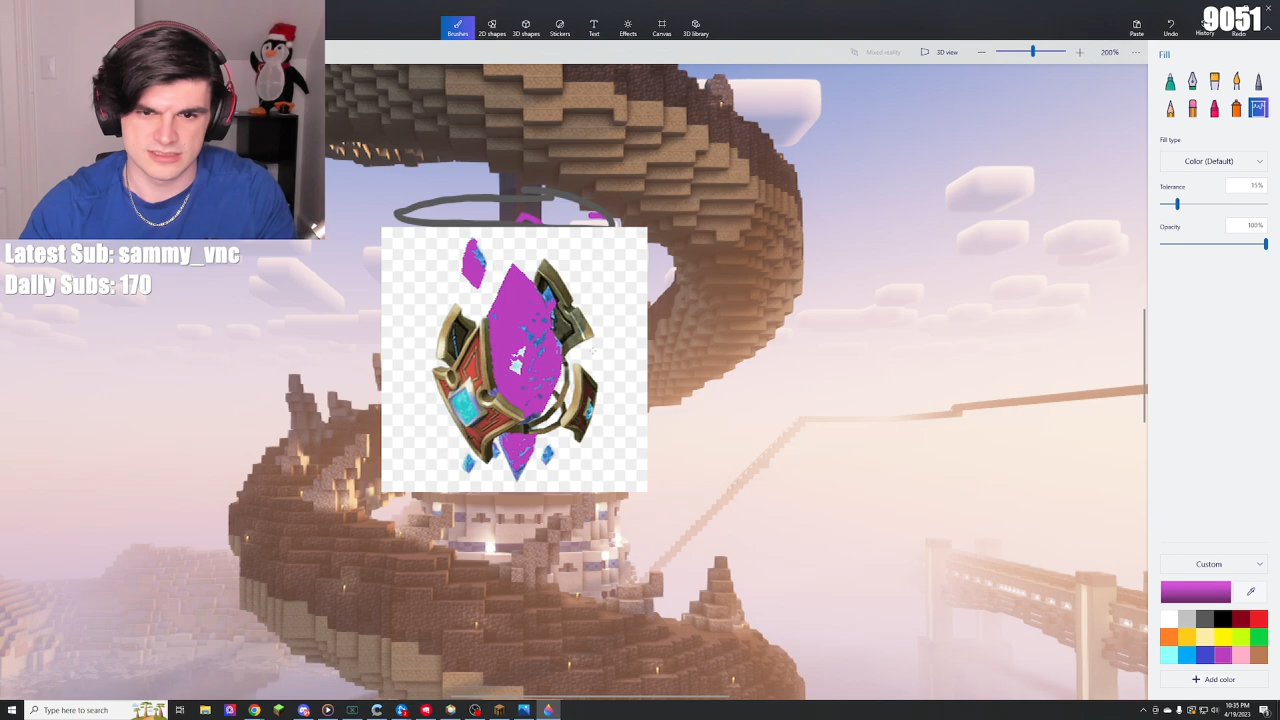 9051
Brushes 2D shapes 3D shapes Stickers Text Effects Canvas 3D library Paste Undo History Redo
Mixed reality 3D view 200%
Fill
Fill type
Color (Default)
Tolerance 15%
Opacity 100%
Latest Sub: sammy_vnc
Daily Subs: 170
Custom
+ Add color
Type here to search
10:35 PM
4/19/2023